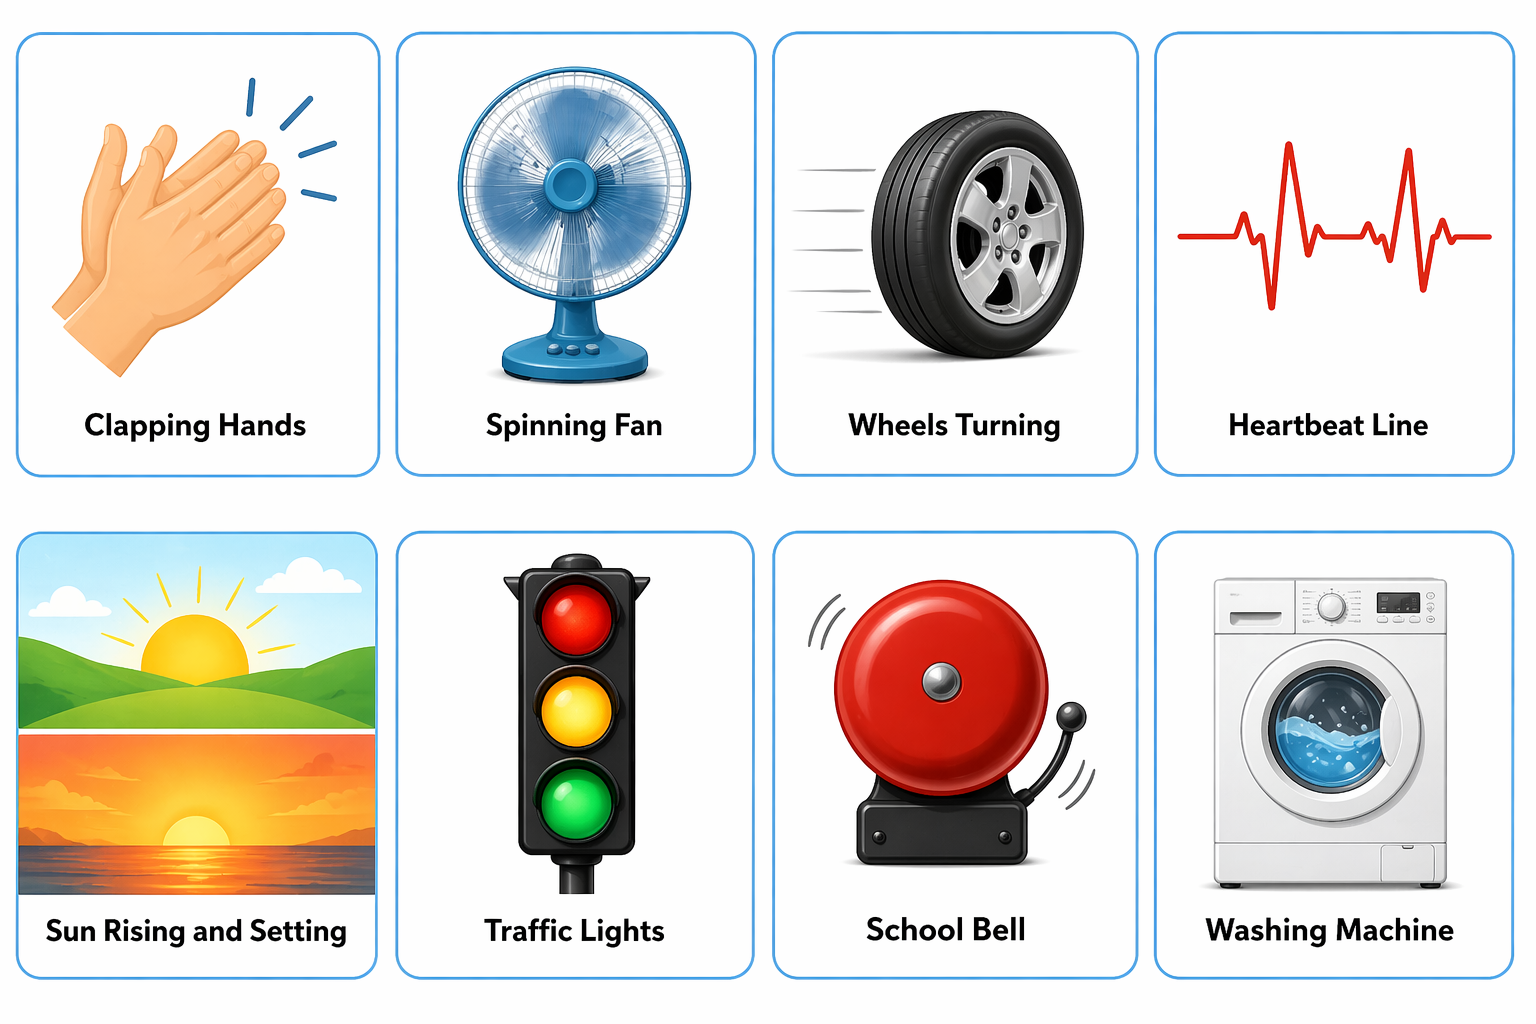 Clapping Hands
Spinning Fan
Wheels Turning
Heartbeat Line
Sun Rising and Setting
Traffic Lights
School Bell
Washing Machine